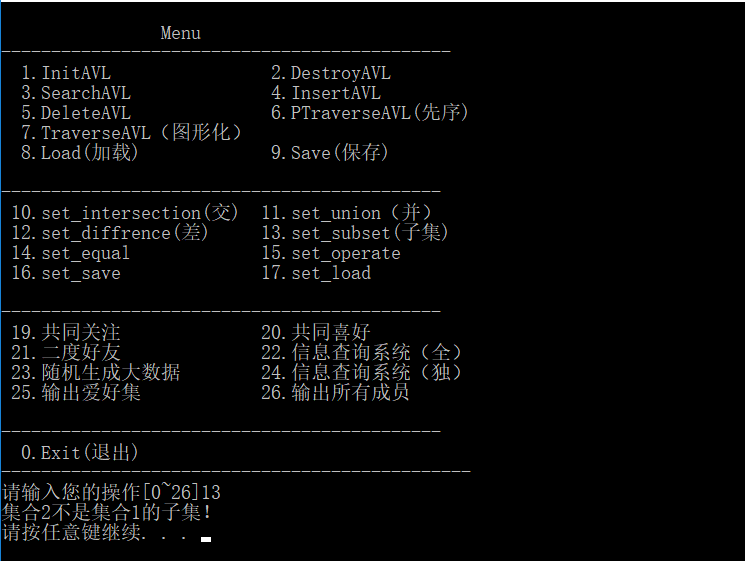 Menu
---------------------------------------------
1.InitAVL 2.DestroyAVL
3.SearchAVL 4.InsertAVL
5.DeleteAVL 6.PTraverseAVL(先序)
7.TraverseAVL（图形化）
8.Load(加载) 9.Save(保存)
--------------------------------------------
10.set_intersection(交) 11.set_union（并）
12.set_diffrence(差) 13.set_subset(子集)
14.set_equal 15.set_operate
16.set_save 17.set_load
--------------------------------------------
19.共同关注 20.共同喜好
21.二度好友 22.信息查询系统（全）
23.随机生成大数据 24.信息查询系统（独）
25.输出爱好集 26.输出所有成员
--------------------------------------------
0.Exit(退出)
-----------------------------------------------
请输入您的操作[0~26]13
集合2不是集合1的子集!
请按任意键继续. . .